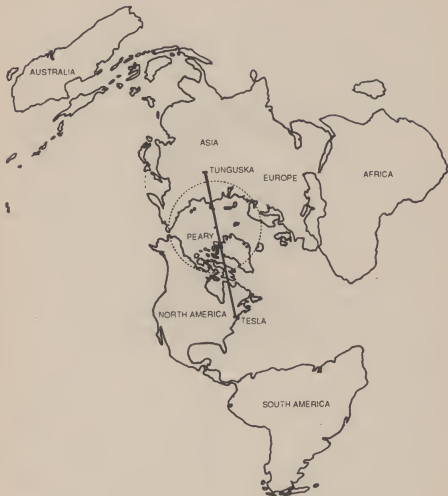 AUSTRALIA
ASIA
TUNGUSKA
EUROPE
AFRICA
PEARY
NORTH AMERICA
TESLA
SOUTH AMERICA